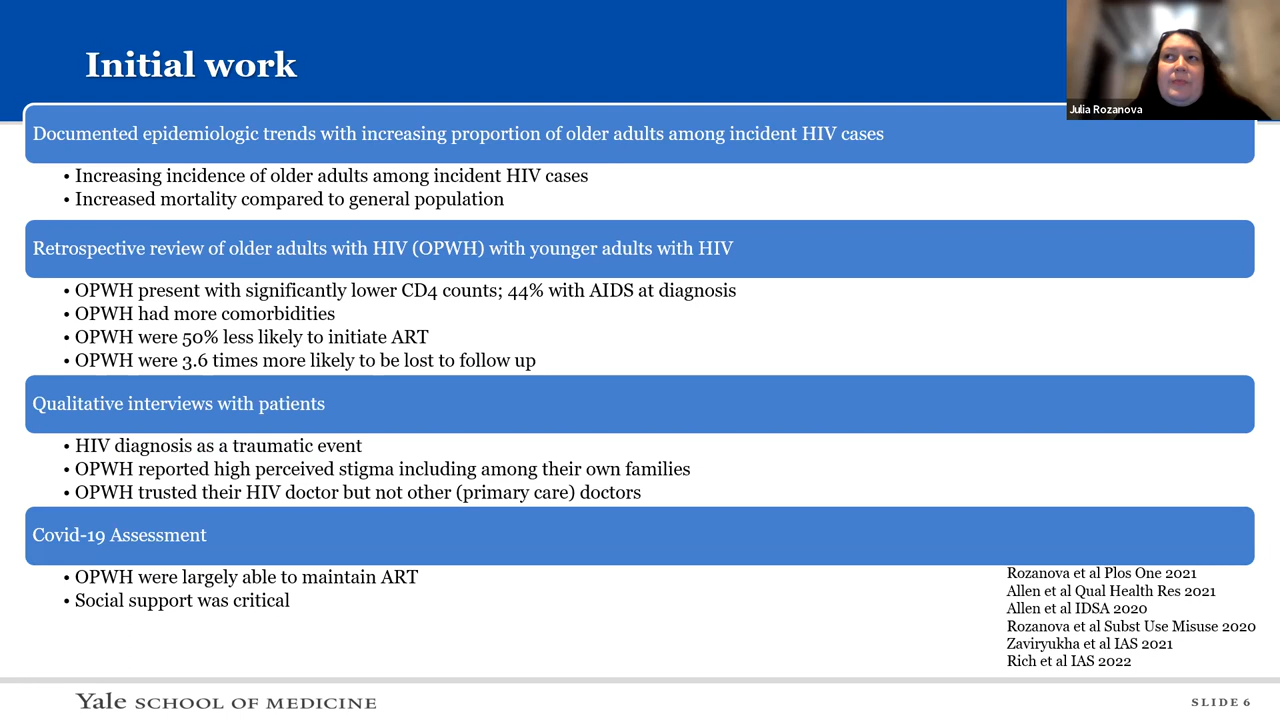 Initial work
Julia Rozanova
Documented epidemiologic trends with increasing proportion of older adults among incident HIV cases
• Increasing incidence of older adults among incident HIV cases
• Increased mortality compared to general population
Retrospective review of older adults with HIV (OPWH) with younger adults with HIV
• OPWH present with significantly lower CD4 counts; 44% with AIDS at diagnosis
• OPWH had more comorbidities
• OPWH were 50% less likely to initiate ART
• OPWH were 3.6 times more likely to be lost to follow up
Qualitative interviews with patients
• HIV diagnosis as a traumatic event
• OPWH reported high perceived stigma including among their own families
• OPWH trusted their HIV doctor but not other (primary care) doctors
Covid-19 Assessment
• OPWH were largely able to maintain ART
• Social support was critical
Rozanova et al Plos One 2021
Allen et al Qual Health Res 2021
Allen et al IDSA 2020
Rozanova et al Subst Use Misuse 2020
Zaviryukha et al IAS 2021
Rich et al IAS 2022
Yale SCHOOL OF MEDICINE
SLIDE 6